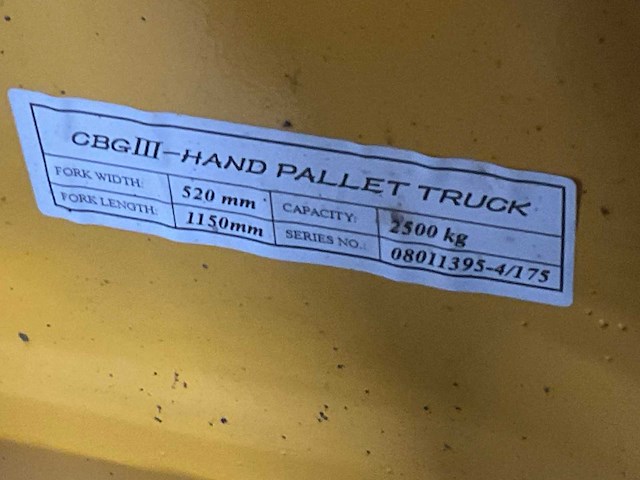 CBGIII-HAND PALLET TRUCK
FORK WIDTH: 520 mm CAPACITY: 2500 kg
FORK LENGTH: 1150mm SERIES NO.: 08011395-4/175